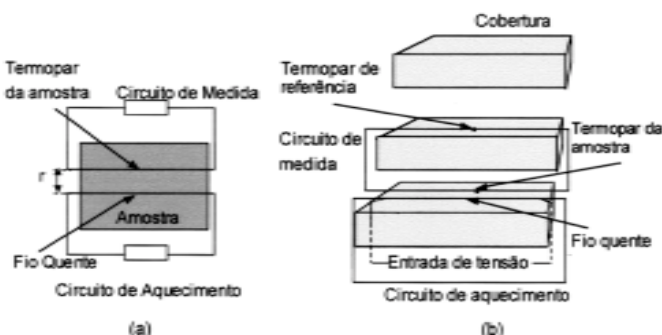 Termopar
da amostra
Circuito de Medida
r
Amostra
Fio Quente
Circuito de Aquecimento
(a)
Cobertura
Termopar de
referência
Circuito de
medida
Termopar da
amostra
Fio quente
Entrada de tensão
Circuito de aquecimento
(b)